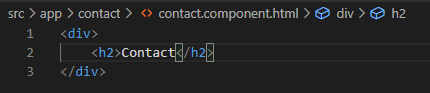 src > app > contact > <> contact.component.html > div > h2
1 <div>
2 <h2>Contact</h2>
3 </div>